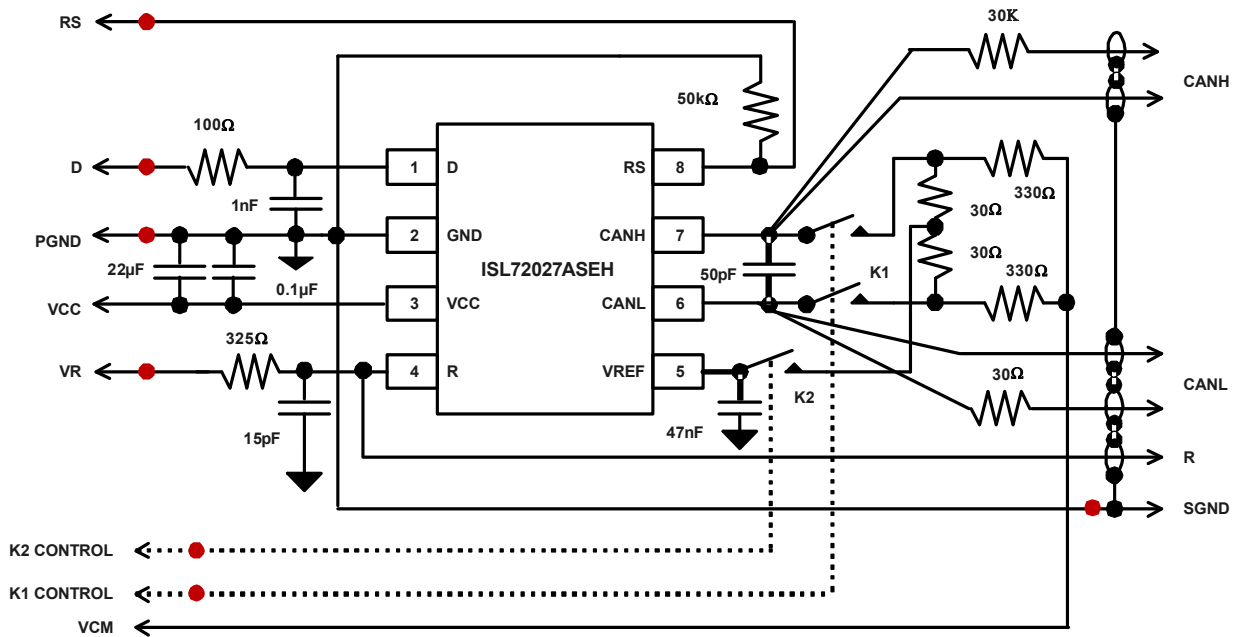 RS
30K
CANH
50kΩ
100Ω
D
1
D
RS
8
1nF
330Ω
30Ω
PGND
2
GND
CANH
7
ISL72027ASEH
30Ω
22µF
0.1µF
50pF
K1
330Ω
VCC
3
VCC
CANL
6
325Ω
VR
4
R
VREF
5
30Ω
CANL
K2
15pF
47nF
R
SGND
K2 CONTROL
K1 CONTROL
VCM